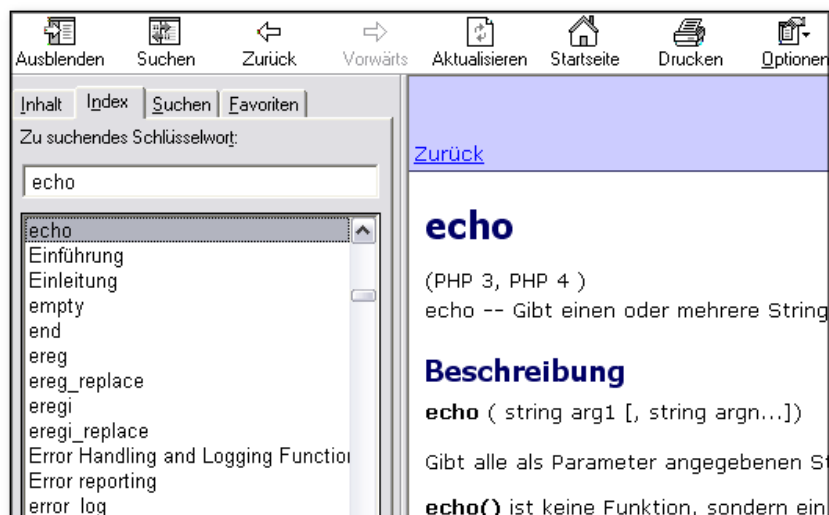 Ausblenden Suchen Zurück Vorwärts Aktualisieren Startseite Drucken Optionen
Inhalt Index Suchen Favoriten
Zu suchendes Schlüsselwort:
echo
echo
Einführung
Einleitung
empty
end
ereg
ereg_replace
eregi
eregi_replace
Error Handling and Logging Functio
Error reporting
error_log
Zurück
echo
(PHP 3, PHP 4 )
echo -- Gibt einen oder mehrere String
Beschreibung
echo ( string arg1 [, string argn...])
Gibt alle als Parameter angegebenen St
echo() ist keine Funktion, sondern ein